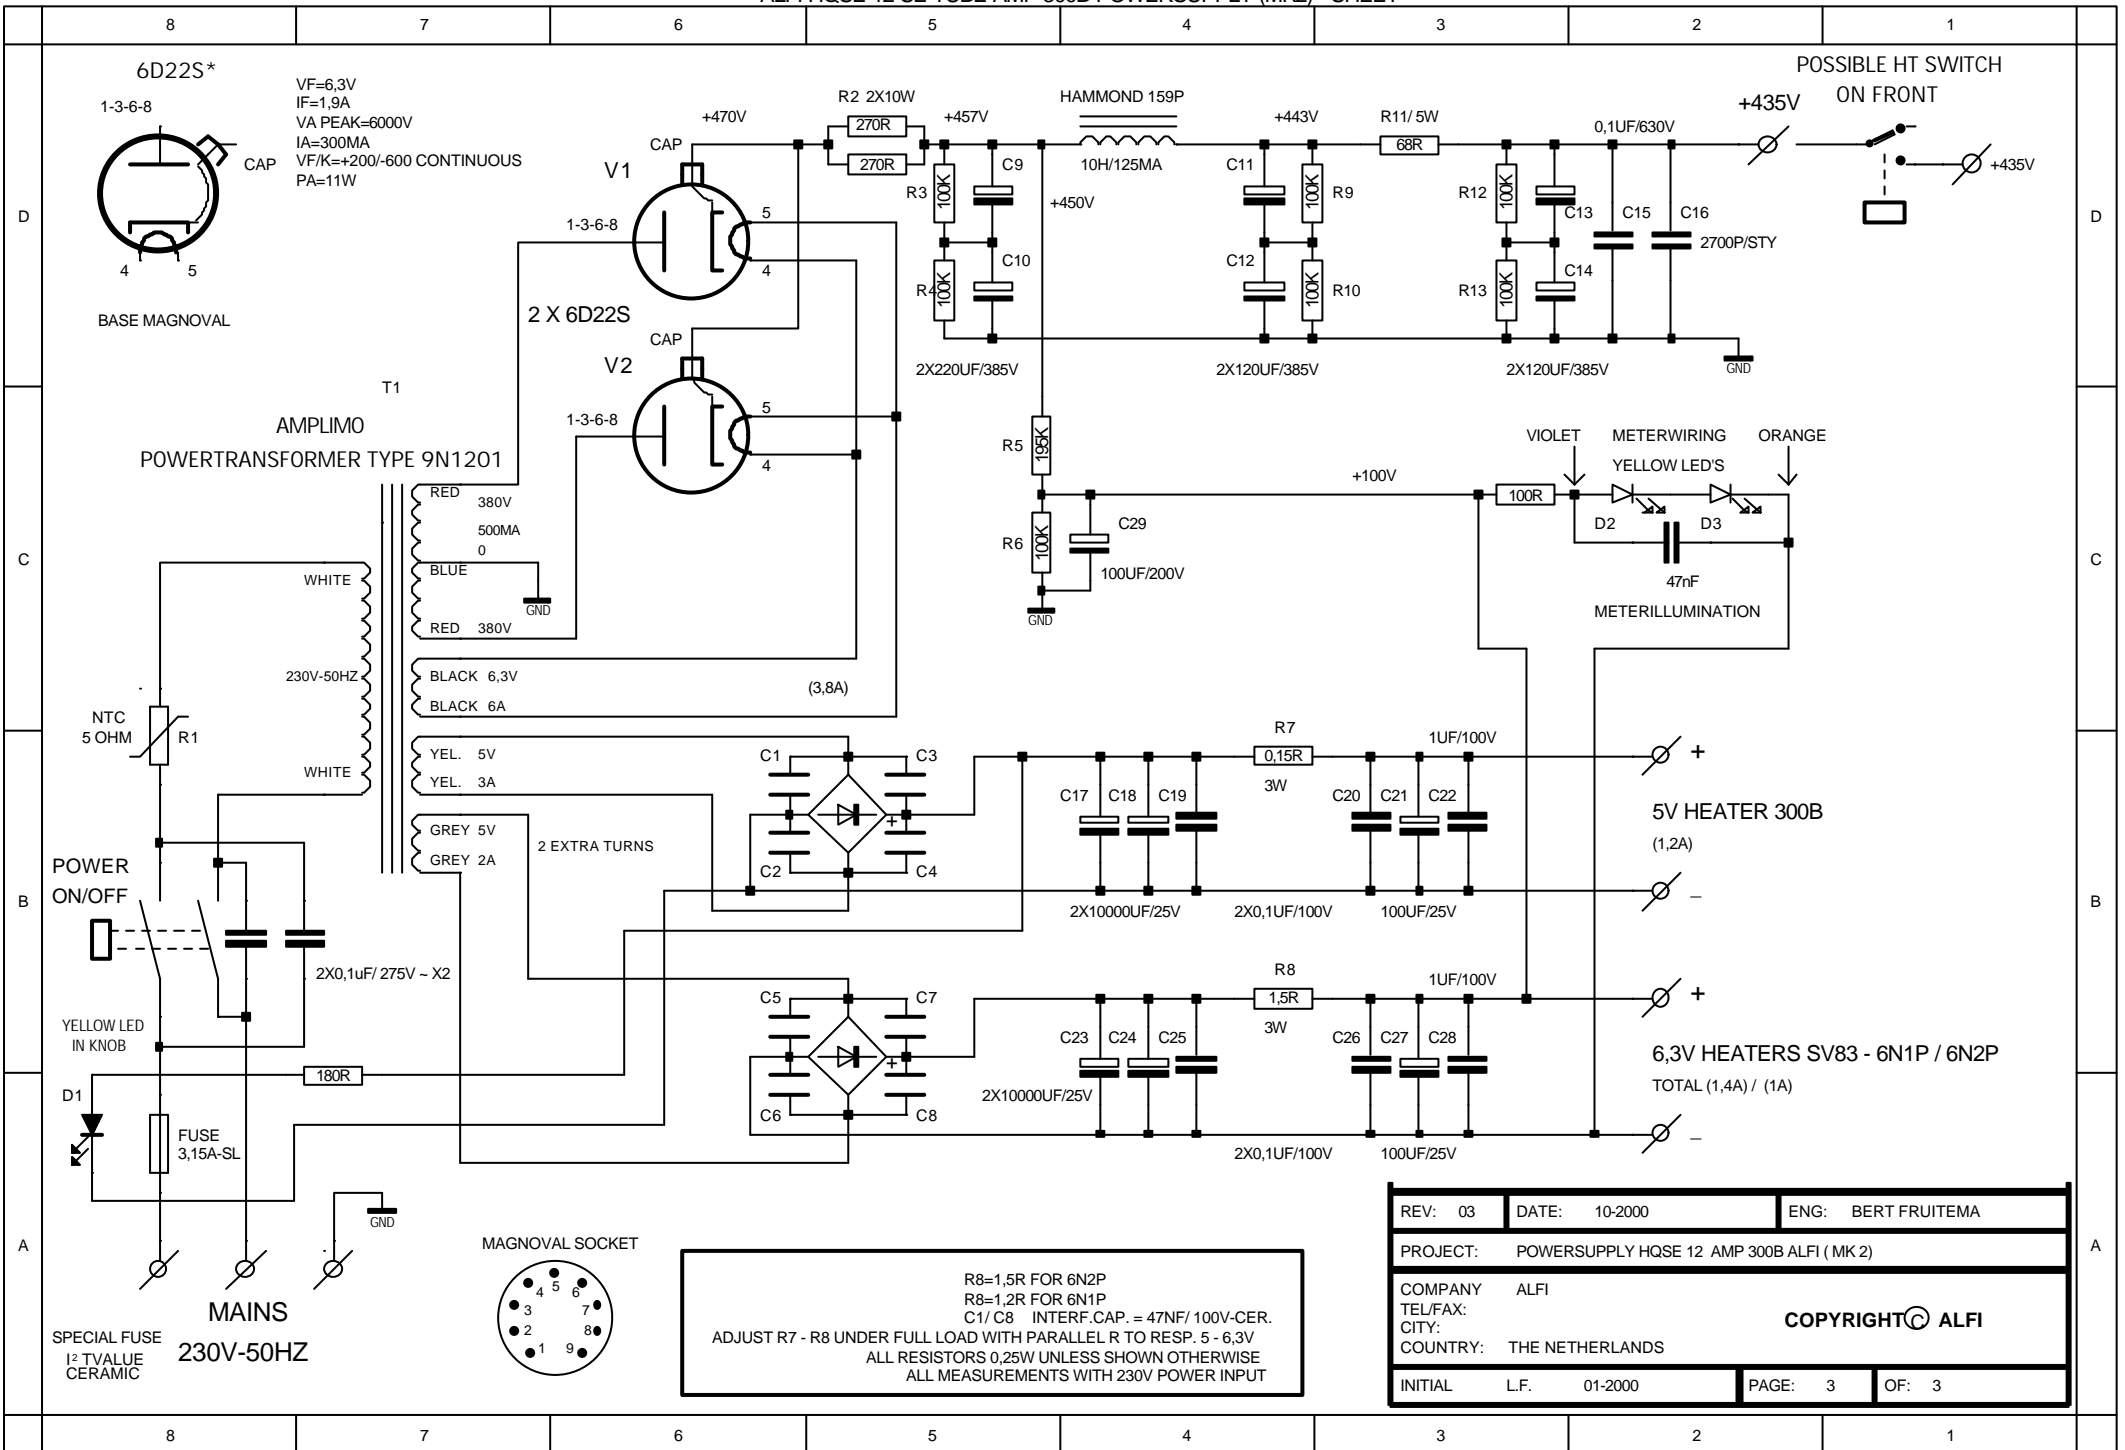 8 7 6 5 4 3 2 1
6D22S*
1-3-6-8
CAP
4 5
BASE MAGNOVAL
VF=6,3V
IF=1,9A
VA PEAK=6000V
IA=300MA
VF/K=+200/-600 CONTINUOUS
PA=11W
D
D
+470V
CAP
V1
1-3-6-8
5
4
2 X 6D22S
CAP
V2
1-3-6-8
5
4
R2 2X10W
270R
270R
+457V
R3
100K
C9
R4
100K
C10
2X220UF/385V
+450V
HAMMOND 159P
10H/125MA
+443V
C11
R9
100K
C12
R10
100K
2X120UF/385V
R11/ 5W
68R
R12
100K
C13
R13
100K
C14
2X120UF/385V
0,1UF/630V
C15
C16
2700P/STY
GND
+435V
POSSIBLE HT SWITCH
ON FRONT
+435V
C
C
T1
AMPLIMO
POWERTRANSFORMER TYPE 9N1201
RED
380V
500MA
0
BLUE
GND
RED 380V
BLACK 6,3V
BLACK 6A
(3,8A)
WHITE
230V-50HZ
WHITE
NTC
5 OHM
R1
R5
195K
R6
100K
C29
100UF/200V
GND
+100V
100R
VIOLET
METERWIRING
ORANGE
YELLOW LED'S
D2
D3
47nF
METERILLUMINATION
B
B
YEL. 5V
YEL. 3A
GREY 5V
GREY 2A
2 EXTRA TURNS
POWER
ON/OFF
2X0,1uF/ 275V ~ X2
YELLOW LED
IN KNOB
C1
C3
+
C2
C4
C17
C18
C19
2X10000UF/25V
R7
0,15R
3W
2X0,1UF/100V
C20
C21
C22
1UF/100V
100UF/25V
+
5V HEATER 300B
(1,2A)
–
C5
C7
+
C6
C8
C23
C24
C25
2X10000UF/25V
R8
1,5R
3W
2X0,1UF/100V
C26
C27
C28
1UF/100V
100UF/25V
+
6,3V HEATERS SV83 - 6N1P / 6N2P
TOTAL (1,4A) / (1A)
–
A
A
180R
D1
FUSE
3,15A-SL
GND
MAINS
230V-50HZ
SPECIAL FUSE
I² TVALUE
CERAMIC
MAGNOVAL SOCKET
1 2 3 4 5 6 7 8 9
R8=1,5R FOR 6N2P
R8=1,2R FOR 6N1P
C1/ C8 INTERF.CAP. = 47NF/ 100V-CER.
ADJUST R7 - R8 UNDER FULL LOAD WITH PARALLEL R TO RESP. 5 - 6,3V
ALL RESISTORS 0,25W UNLESS SHOWN OTHERWISE
ALL MEASUREMENTS WITH 230V POWER INPUT
REV: 03 DATE: 10-2000 ENG: BERT FRUITEMA
PROJECT: POWERSUPPLY HQSE 12 AMP 300B ALFI ( MK 2)
COMPANY ALFI
TEL/FAX:
CITY:
COUNTRY: THE NETHERLANDS
COPYRIGHT © ALFI
INITIAL L.F. 01-2000 PAGE: 3 OF: 3
8 7 6 5 4 3 2 1